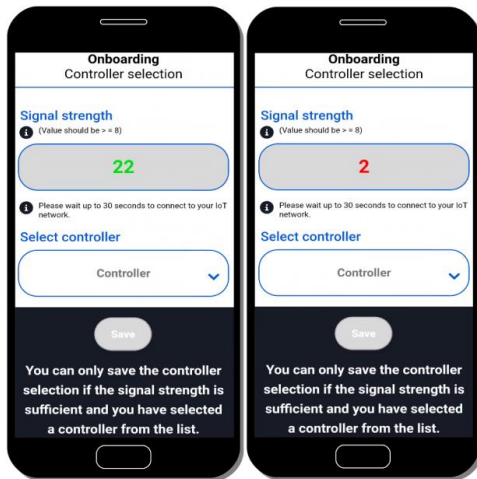 Onboarding
Controller selection
Signal strength
(Value should be > = 8)
22
Please wait up to 30 seconds to connect to your IoT
network.
Select controller
Controller
Save
You can only save the controller
selection if the signal strength is
sufficient and you have selected
a controller from the list.
Onboarding
Controller selection
Signal strength
(Value should be > = 8)
2
Please wait up to 30 seconds to connect to your IoT
network.
Select controller
Controller
Save
You can only save the controller
selection if the signal strength is
sufficient and you have selected
a controller from the list.